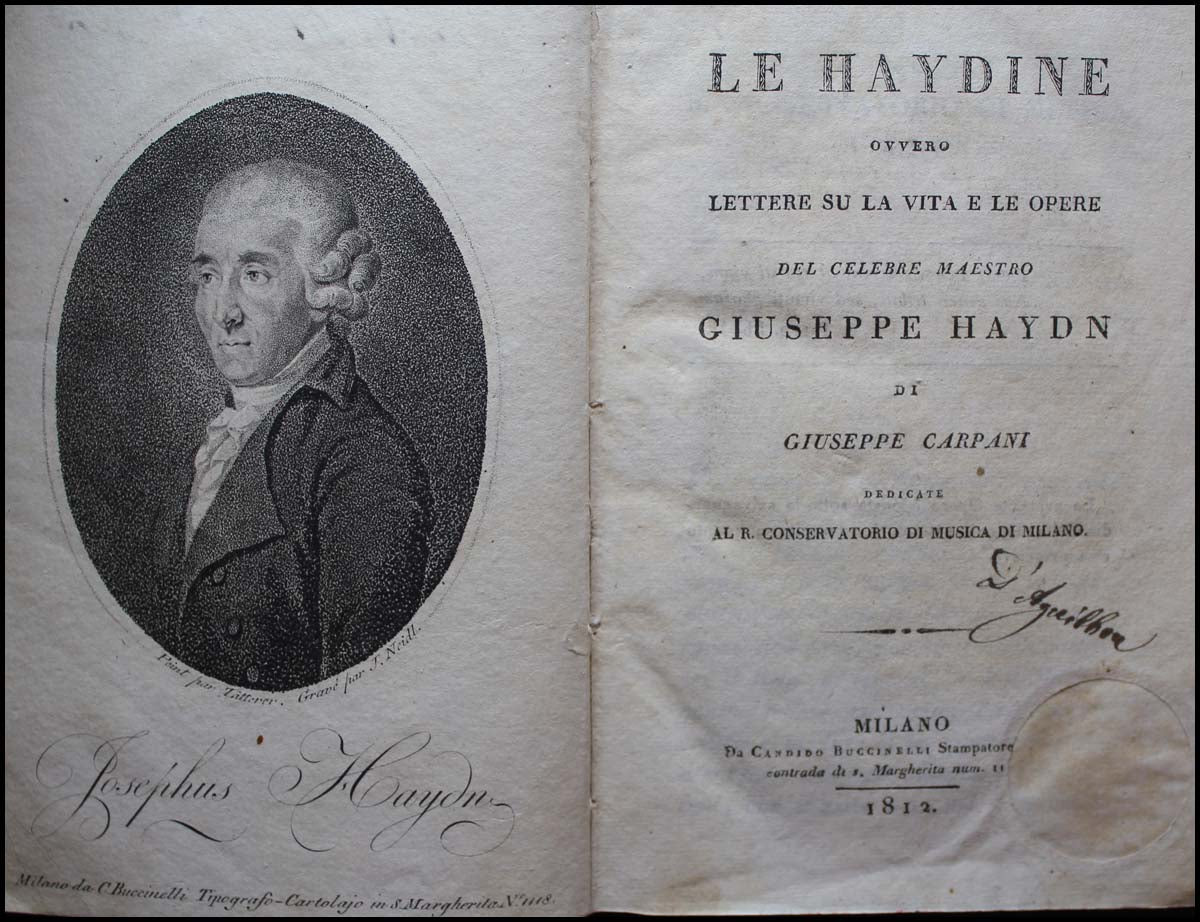 Peint par Zitterer. Gravé par J. Neidl.
Josephus Haydn
Milano da C. Buccinelli Tipografo-Cartolajo in S. Margherita N.º 1118.
LE HAYDINE
OVVERO
LETTERE SU LA VITA E LE OPERE
DEL CELEBRE MAESTRO
GIUSEPPE HAYDN
DI
GIUSEPPE CARPANI
DEDICATE
AL R. CONSERVATORIO DI MUSICA DI MILANO.
D'Aguilhon
MILANO
Da CANDIDO BUCCINELLI Stampatore
contrada di s. Margherita num. 11
1812.